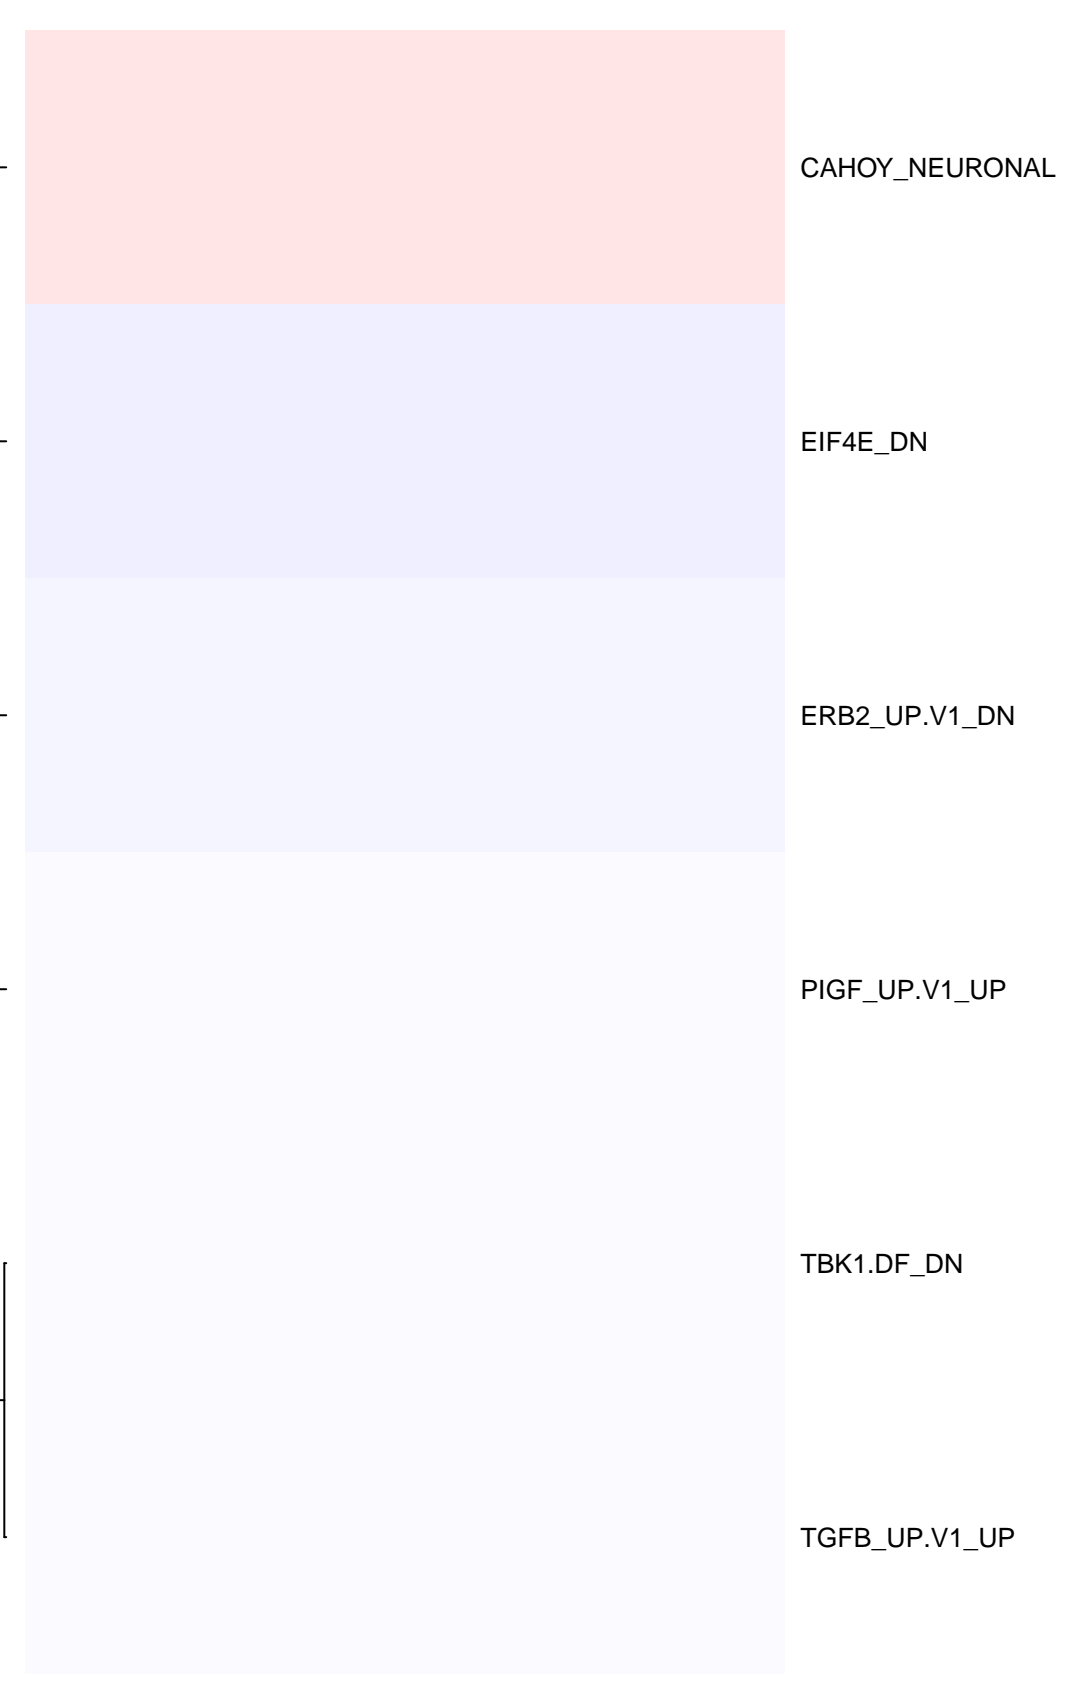 CAHOY_NEURONAL
EIF4E_DN
ERB2_UP.V1_DN
PIGF_UP.V1_UP
TBK1.DF_DN
TGFB_UP.V1_UP